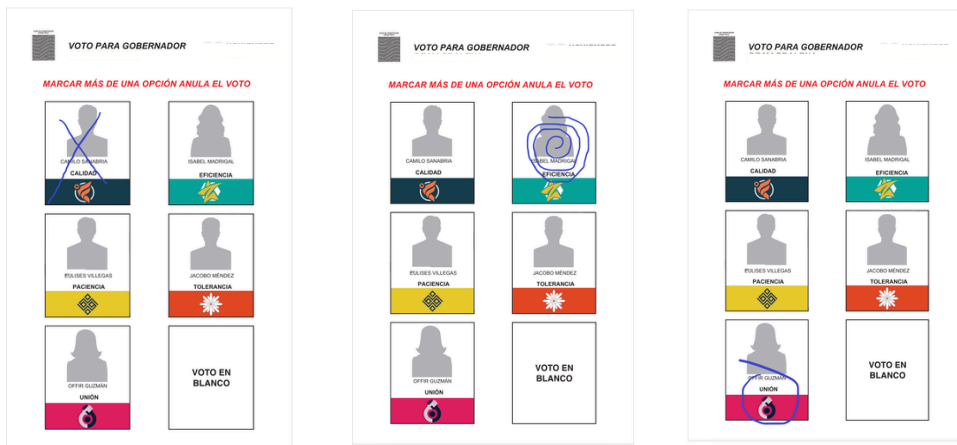 VOTO PARA GOBERNADOR
MARCAR MÁS DE UNA OPCIÓN ANULA EL VOTO
CAMILO SANABRIA
CALIDAD
ISABEL MADRIGAL
EFICIENCIA
EULISES VILLEGAS
PACIENCIA
JACOBO MÉNDEZ
TOLERANCIA
OFFIR GUZMÁN
UNIÓN
VOTO EN
BLANCO
VOTO PARA GOBERNADOR
MARCAR MÁS DE UNA OPCIÓN ANULA EL VOTO
CAMILO SANABRIA
CALIDAD
ISABEL MADRIGAL
EFICIENCIA
EULISES VILLEGAS
PACIENCIA
JACOBO MÉNDEZ
TOLERANCIA
OFFIR GUZMÁN
UNIÓN
VOTO EN
BLANCO
VOTO PARA GOBERNADOR
MARCAR MÁS DE UNA OPCIÓN ANULA EL VOTO
CAMILO SANABRIA
CALIDAD
ISABEL MADRIGAL
EFICIENCIA
EULISES VILLEGAS
PACIENCIA
JACOBO MÉNDEZ
TOLERANCIA
OFFIR GUZMÁN
UNIÓN
VOTO EN
BLANCO